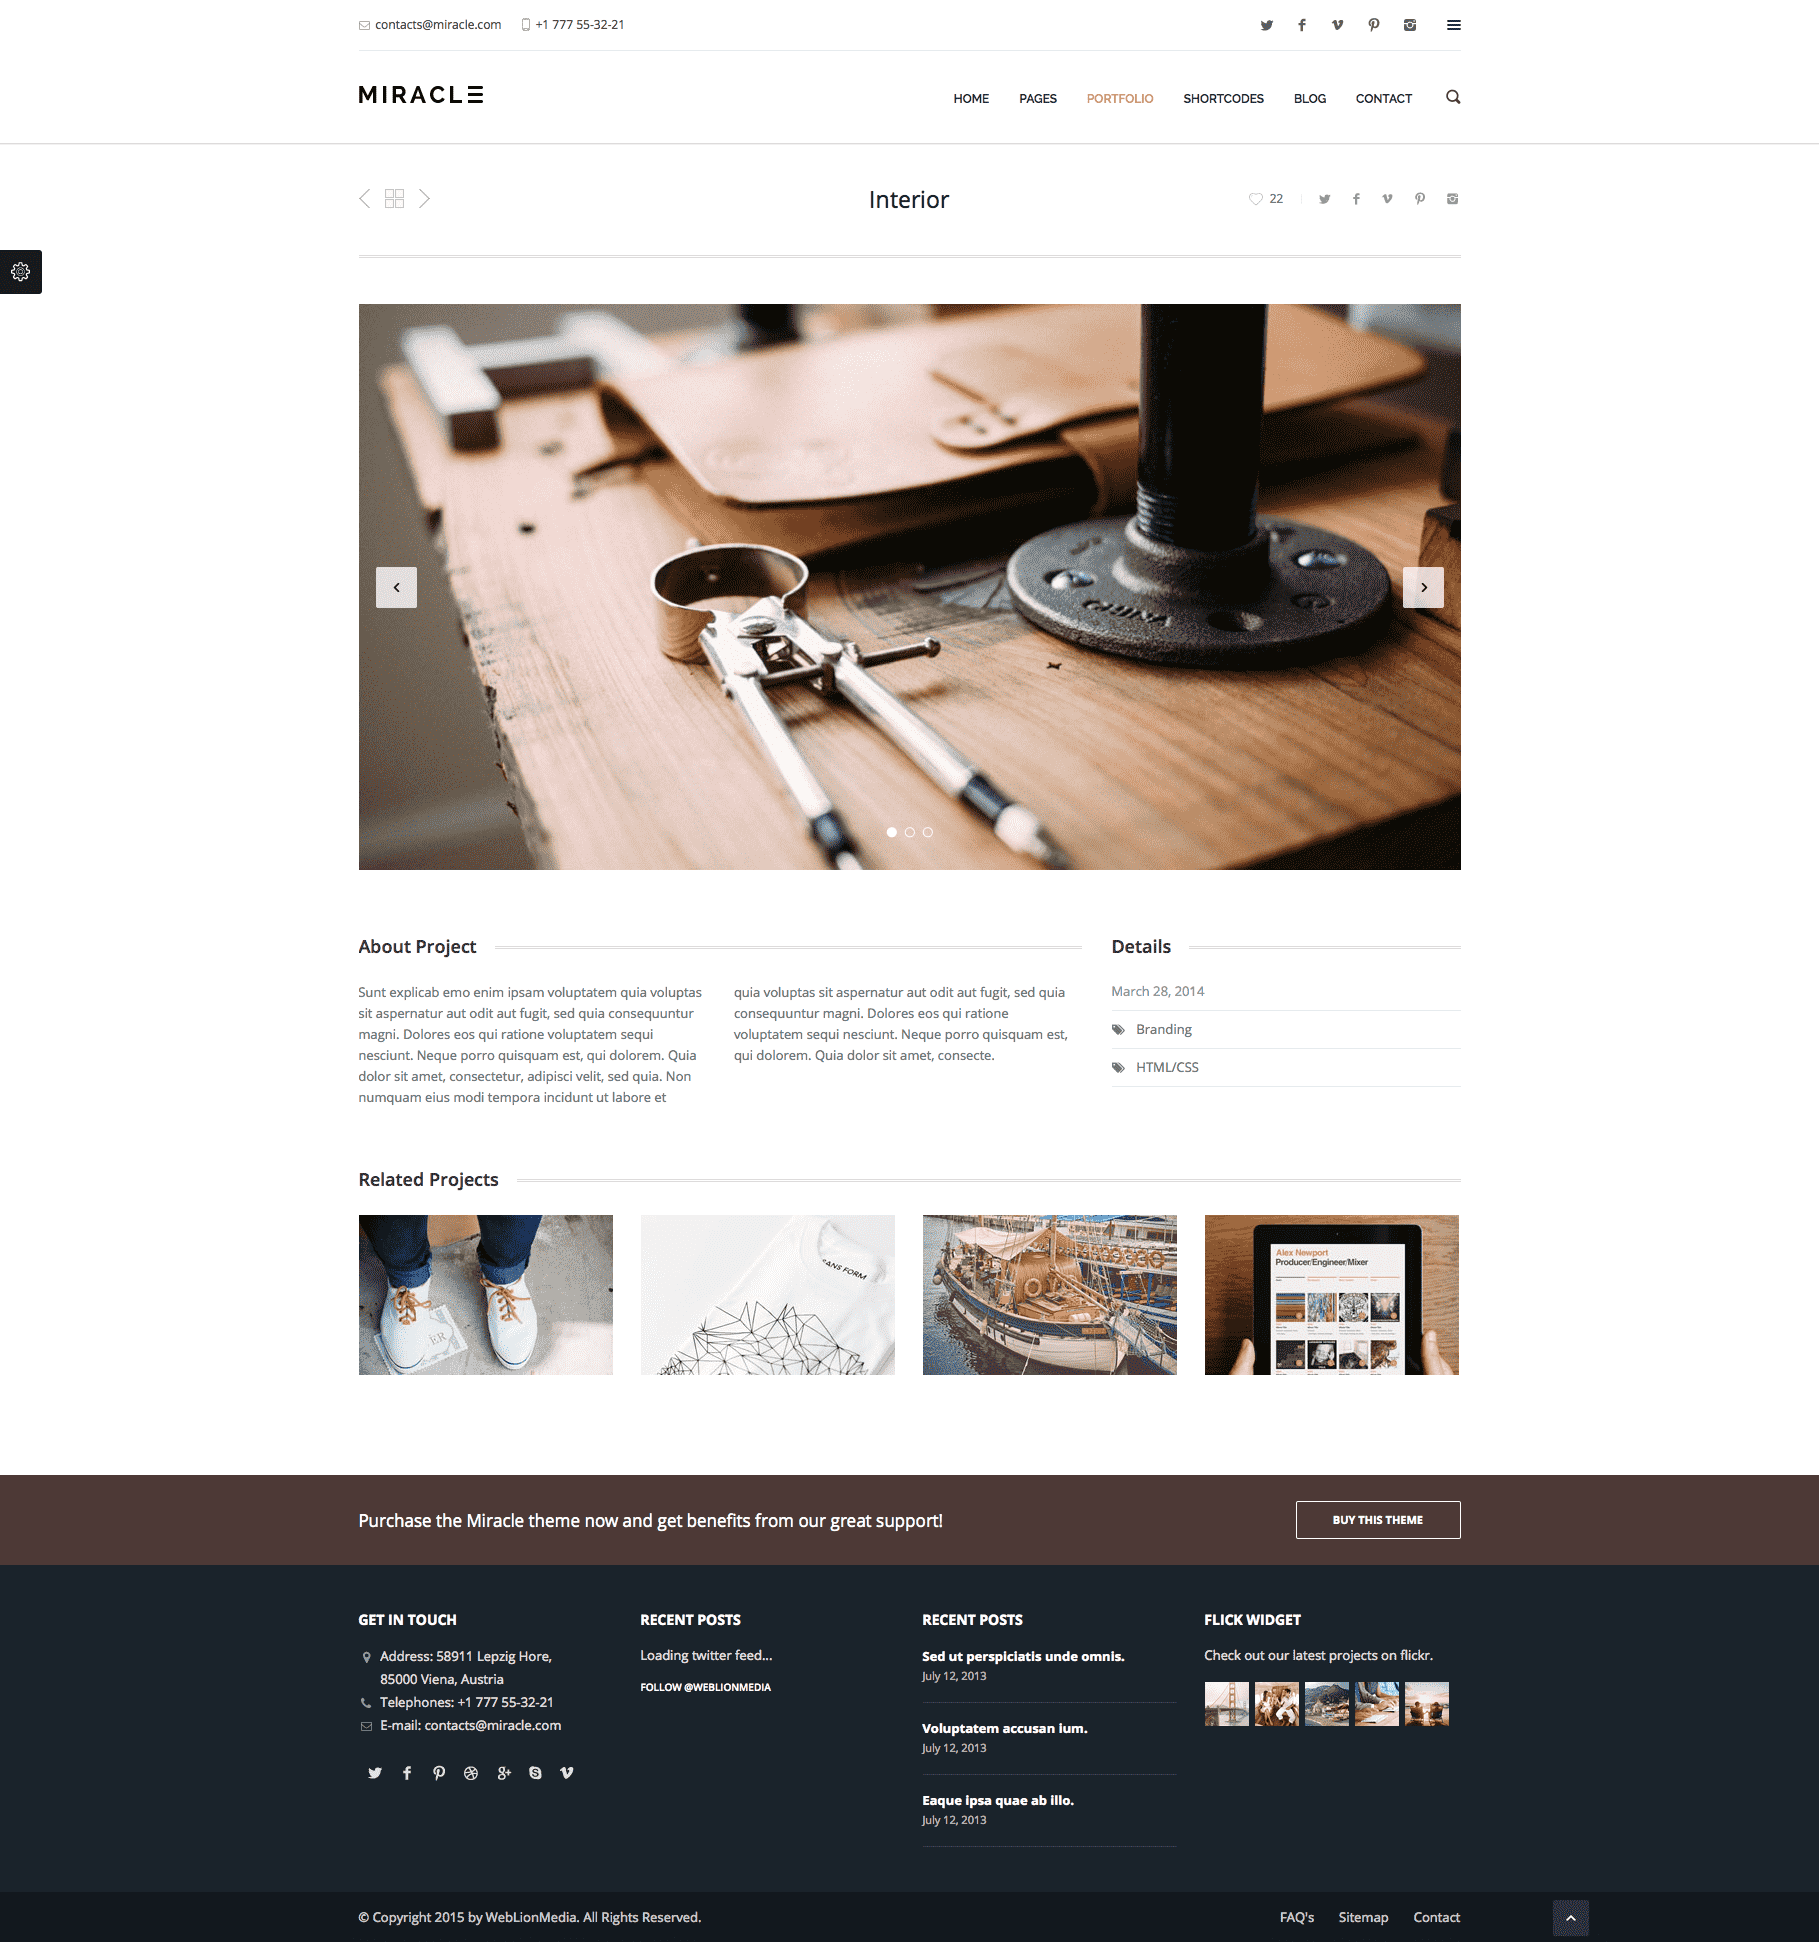 contacts@miracle.com +1 777 55-32-21
MIRACLE
HOME PAGES PORTFOLIO SHORTCODES BLOG CONTACT
Interior
22
GUINA
About Project
Sunt explicab emo enim ipsam voluptatem quia voluptas
sit aspernatur aut odit aut fugit, sed quia consequuntur
magni. Dolores eos qui ratione voluptatem sequi
nesciunt. Neque porro quisquam est, qui dolorem. Quia
dolor sit amet, consectetur, adipisci velit, sed quia. Non
numquam eius modi tempora incidunt ut labore et
quia voluptas sit aspernatur aut odit aut fugit, sed quia
consequuntur magni. Dolores eos qui ratione
voluptatem sequi nesciunt. Neque porro quisquam est,
qui dolorem. Quia dolor sit amet, consecte.
Details
March 28, 2014
Branding
HTML/CSS
Related Projects
ER
ANS FORM
Alex Newport
Producer/Engineer/Mixer
Purchase the Miracle theme now and get benefits from our great support!
BUY THIS THEME
GET IN TOUCH
Address: 58911 Lepzig Hore,
85000 Viena, Austria
Telephones: +1 777 55-32-21
E-mail: contacts@miracle.com
RECENT POSTS
Loading twitter feed...
FOLLOW @WEBLIONMEDIA
RECENT POSTS
Sed ut perspiciatis unde omnis.
July 12, 2013
Voluptatem accusan ium.
July 12, 2013
Eaque ipsa quae ab illo.
July 12, 2013
FLICK WIDGET
Check out our latest projects on flickr.
© Copyright 2015 by WebLionMedia. All Rights Reserved.
FAQ's Sitemap Contact